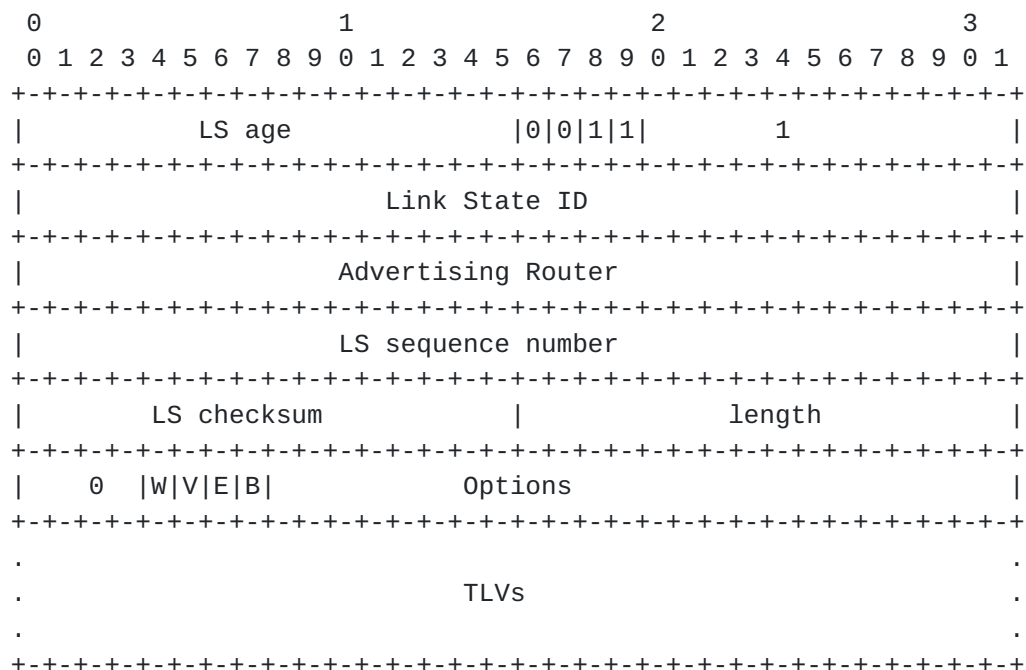 0                   1                   2                   3
 0 1 2 3 4 5 6 7 8 9 0 1 2 3 4 5 6 7 8 9 0 1 2 3 4 5 6 7 8 9 0 1
+-+-+-+-+-+-+-+-+-+-+-+-+-+-+-+-+-+-+-+-+-+-+-+-+-+-+-+-+-+-+-+-+
|           LS age              |0|0|1|1|        1              |
+-+-+-+-+-+-+-+-+-+-+-+-+-+-+-+-+-+-+-+-+-+-+-+-+-+-+-+-+-+-+-+-+
|                       Link State ID                           |
+-+-+-+-+-+-+-+-+-+-+-+-+-+-+-+-+-+-+-+-+-+-+-+-+-+-+-+-+-+-+-+-+
|                    Advertising Router                         |
+-+-+-+-+-+-+-+-+-+-+-+-+-+-+-+-+-+-+-+-+-+-+-+-+-+-+-+-+-+-+-+-+
|                    LS sequence number                         |
+-+-+-+-+-+-+-+-+-+-+-+-+-+-+-+-+-+-+-+-+-+-+-+-+-+-+-+-+-+-+-+-+
|        LS checksum            |             length            |
+-+-+-+-+-+-+-+-+-+-+-+-+-+-+-+-+-+-+-+-+-+-+-+-+-+-+-+-+-+-+-+-+
|    0  |W|V|E|B|            Options                            |
+-+-+-+-+-+-+-+-+-+-+-+-+-+-+-+-+-+-+-+-+-+-+-+-+-+-+-+-+-+-+-+-+
.                                                               .
.                            TLVs                               .
.                                                               .
+-+-+-+-+-+-+-+-+-+-+-+-+-+-+-+-+-+-+-+-+-+-+-+-+-+-+-+-+-+-+-+-+